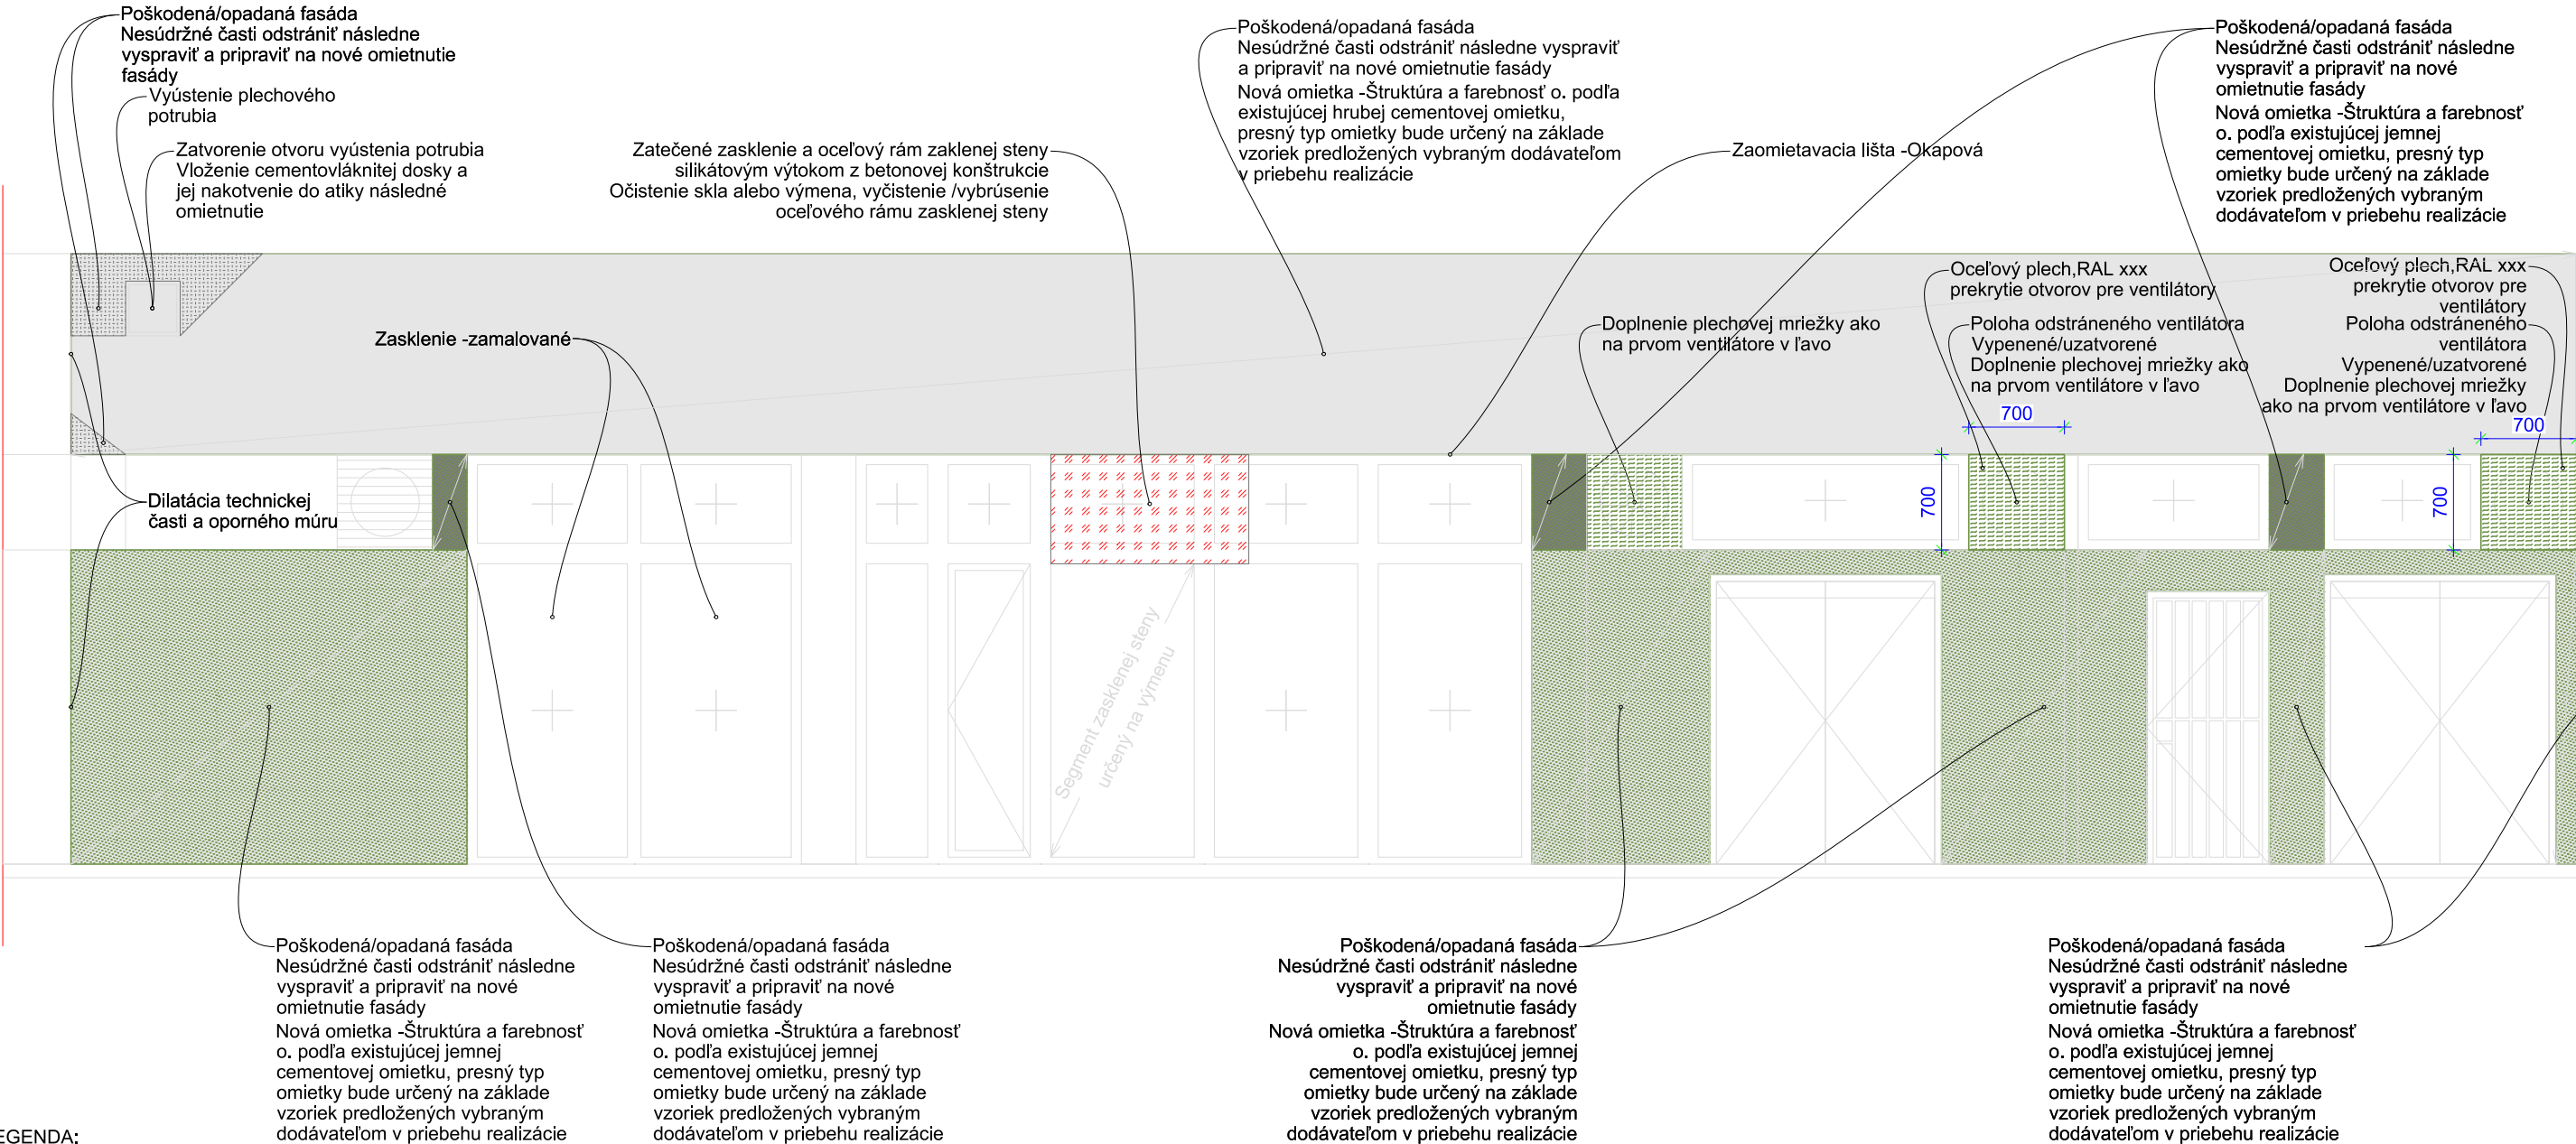 Poškodená/opadaná fasáda
Nesúdržné časti odstrániť následne
vyspraviť a pripraviť na nové omietnutie
fasády
Vyústenie plechového
potrubia
Zatvorenie otvoru vyústenia potrubia
Vloženie cementovláknitej dosky a
jej nakotvenie do atiky následné
omietnutie
Zatečené zasklenie a oceľový rám zaklenej steny
silikátovým výtokom z betonovej konštrukcie
Očistenie skla alebo výmena, vyčistenie /vybrúsenie
oceľového rámu zasklenej steny
Poškodená/opadaná fasáda
Nesúdržné časti odstrániť následne vyspraviť
a pripraviť na nové omietnutie fasády
Nová omietka -Štruktúra a farebnosť o. podľa
existujúcej hrubej cementovej omietku,
presný typ omietky bude určený na základe
vzoriek predložených vybraným dodávateľom
v priebehu realizácie
Zaomietavacia lišta -Okapová
Poškodená/opadaná fasáda
Nesúdržné časti odstrániť následne
vyspraviť a pripraviť na nové
omietnutie fasády
Nová omietka -Štruktúra a farebnosť
o. podľa existujúcej jemnej
cementovej omietku, presný typ
omietky bude určený na základe
vzoriek predložených vybraným
dodávateľom v priebehu realizácie
Zasklenie -zamalované
Doplnenie plechovej mriežky ako
na prvom ventilátore v ľavo
Oceľový plech,RAL xxx
prekrytie otvorov pre ventilátory
Poloha odstráneného ventilátora
Vypenené/uzatvorené
Doplnenie plechovej mriežky ako
na prvom ventilátore v ľavo
Oceľový plech,RAL xxx
prekrytie otvorov pre
ventilátory
Poloha odstráneného
ventilátora
Vypenené/uzatvorené
Doplnenie plechovej mriežky
ako na prvom ventilátore v ľavo
700
700
700
700
Dilatácia technickej
časti a oporného múru
Segment zasklenej steny
určený na výmenu
Poškodená/opadaná fasáda
Nesúdržné časti odstrániť následne
vyspraviť a pripraviť na nové
omietnutie fasády
Nová omietka -Štruktúra a farebnosť
o. podľa existujúcej jemnej
cementovej omietku, presný typ
omietky bude určený na základe
vzoriek predložených vybraným
dodávateľom v priebehu realizácie
Poškodená/opadaná fasáda
Nesúdržné časti odstrániť následne
vyspraviť a pripraviť na nové
omietnutie fasády
Nová omietka -Štruktúra a farebnosť
o. podľa existujúcej jemnej
cementovej omietku, presný typ
omietky bude určený na základe
vzoriek predložených vybraným
dodávateľom v priebehu realizácie
Poškodená/opadaná fasáda
Nesúdržné časti odstrániť následne
vyspraviť a pripraviť na nové
omietnutie fasády
Nová omietka -Štruktúra a farebnosť
o. podľa existujúcej jemnej
cementovej omietku, presný typ
omietky bude určený na základe
vzoriek predložených vybraným
dodávateľom v priebehu realizácie
Poškodená/opadaná fasáda
Nesúdržné časti odstrániť následne
vyspraviť a pripraviť na nové
omietnutie fasády
Nová omietka -Štruktúra a farebnosť
o. podľa existujúcej jemnej
cementovej omietku, presný typ
omietky bude určený na základe
vzoriek predložených vybraným
dodávateľom v priebehu realizácie
EGENDA: